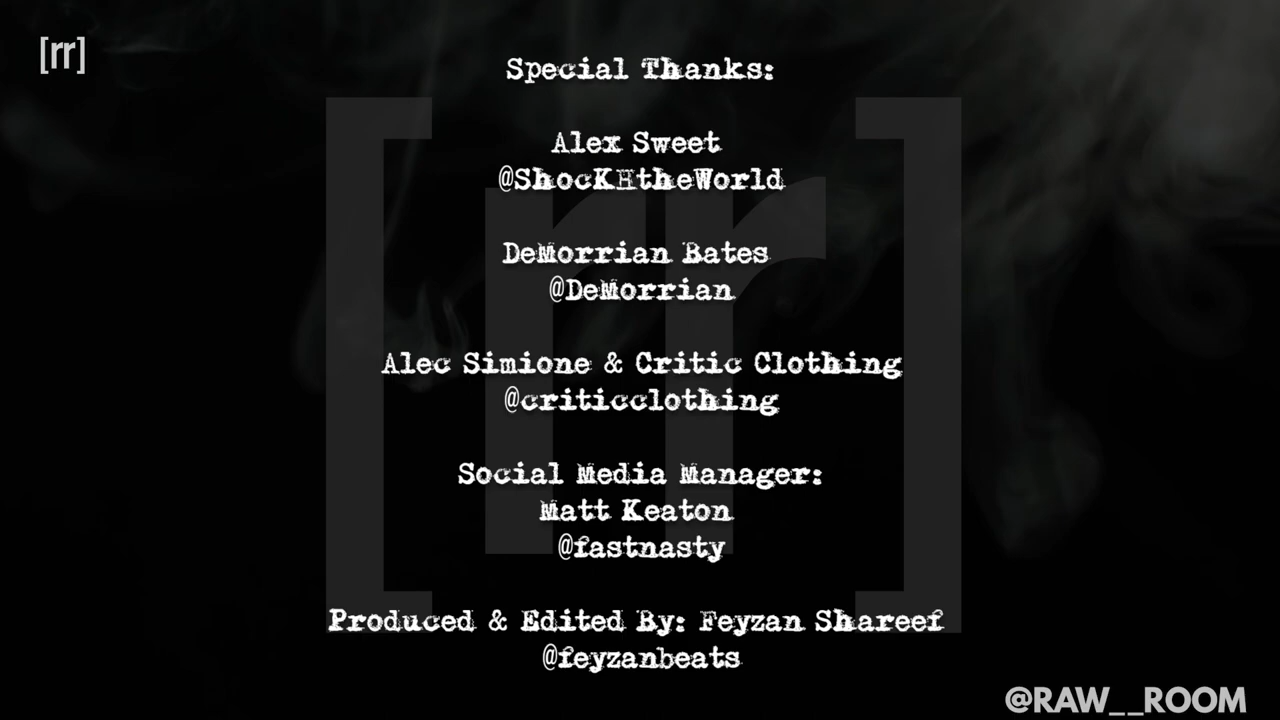 [rr]
Special Thanks:
Alex Sweet
@ShocKHtheWorld
DeMorrian Bates
@DeMorrian
Alec Simione & Critic Clothing
@criticclothing
Social Media Manager:
Matt Keaton
@fastnasty
Produced & Edited By: Feyzan Shareef
@feyzanbeats
[rr]
@RAW__ROOM